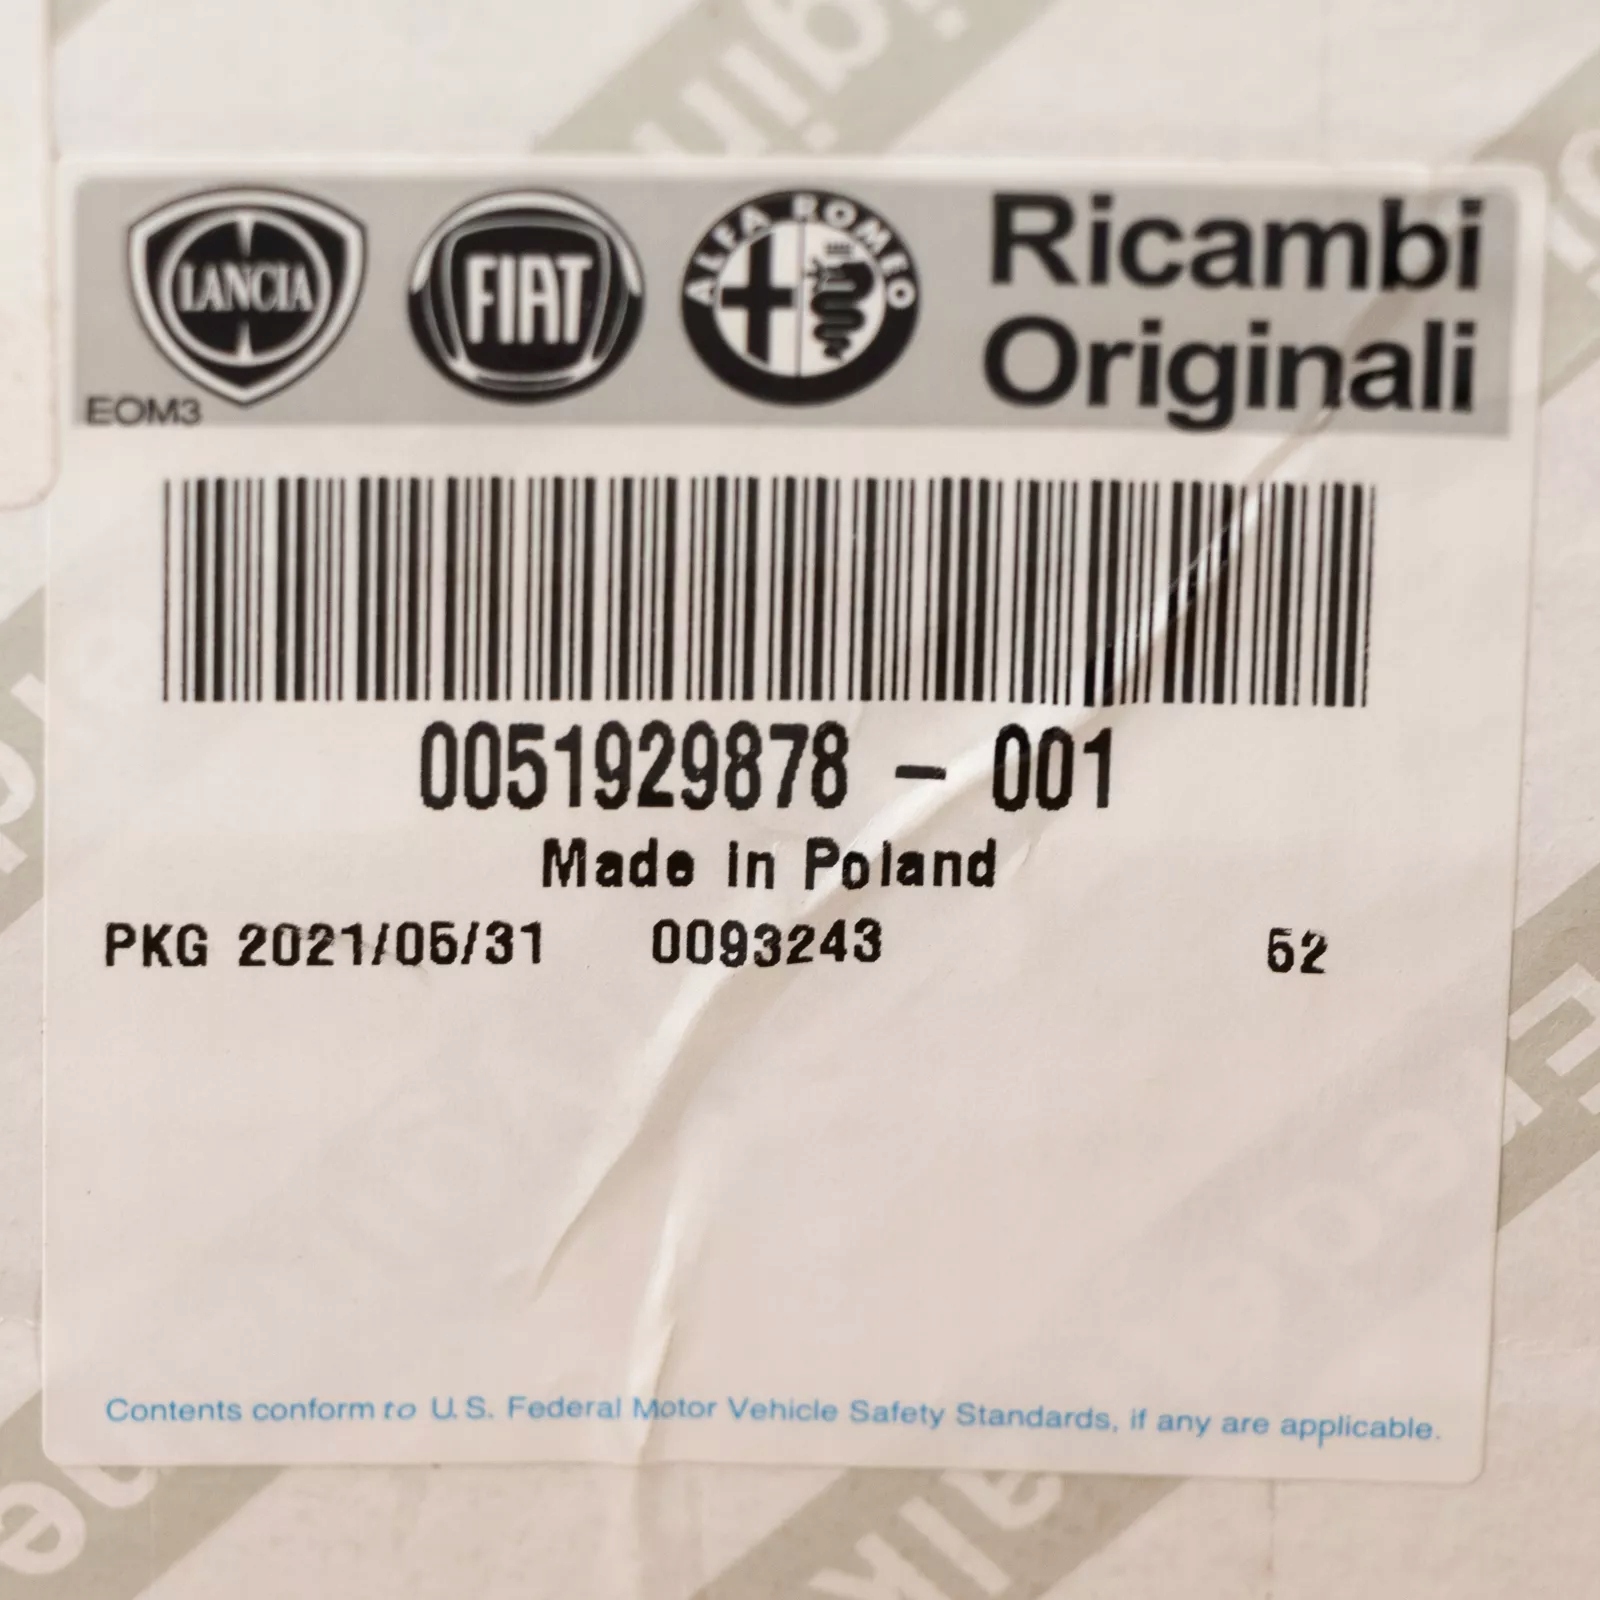 LANCIA
FIAT
ALFA ROMEO
Ricambi
Originali
EOM3
0051929878 - 001
Made in Poland
PKG 2021/05/31 0093243 52
Contents conform to U.S. Federal Motor Vehicle Safety Standards, if any are applicable.